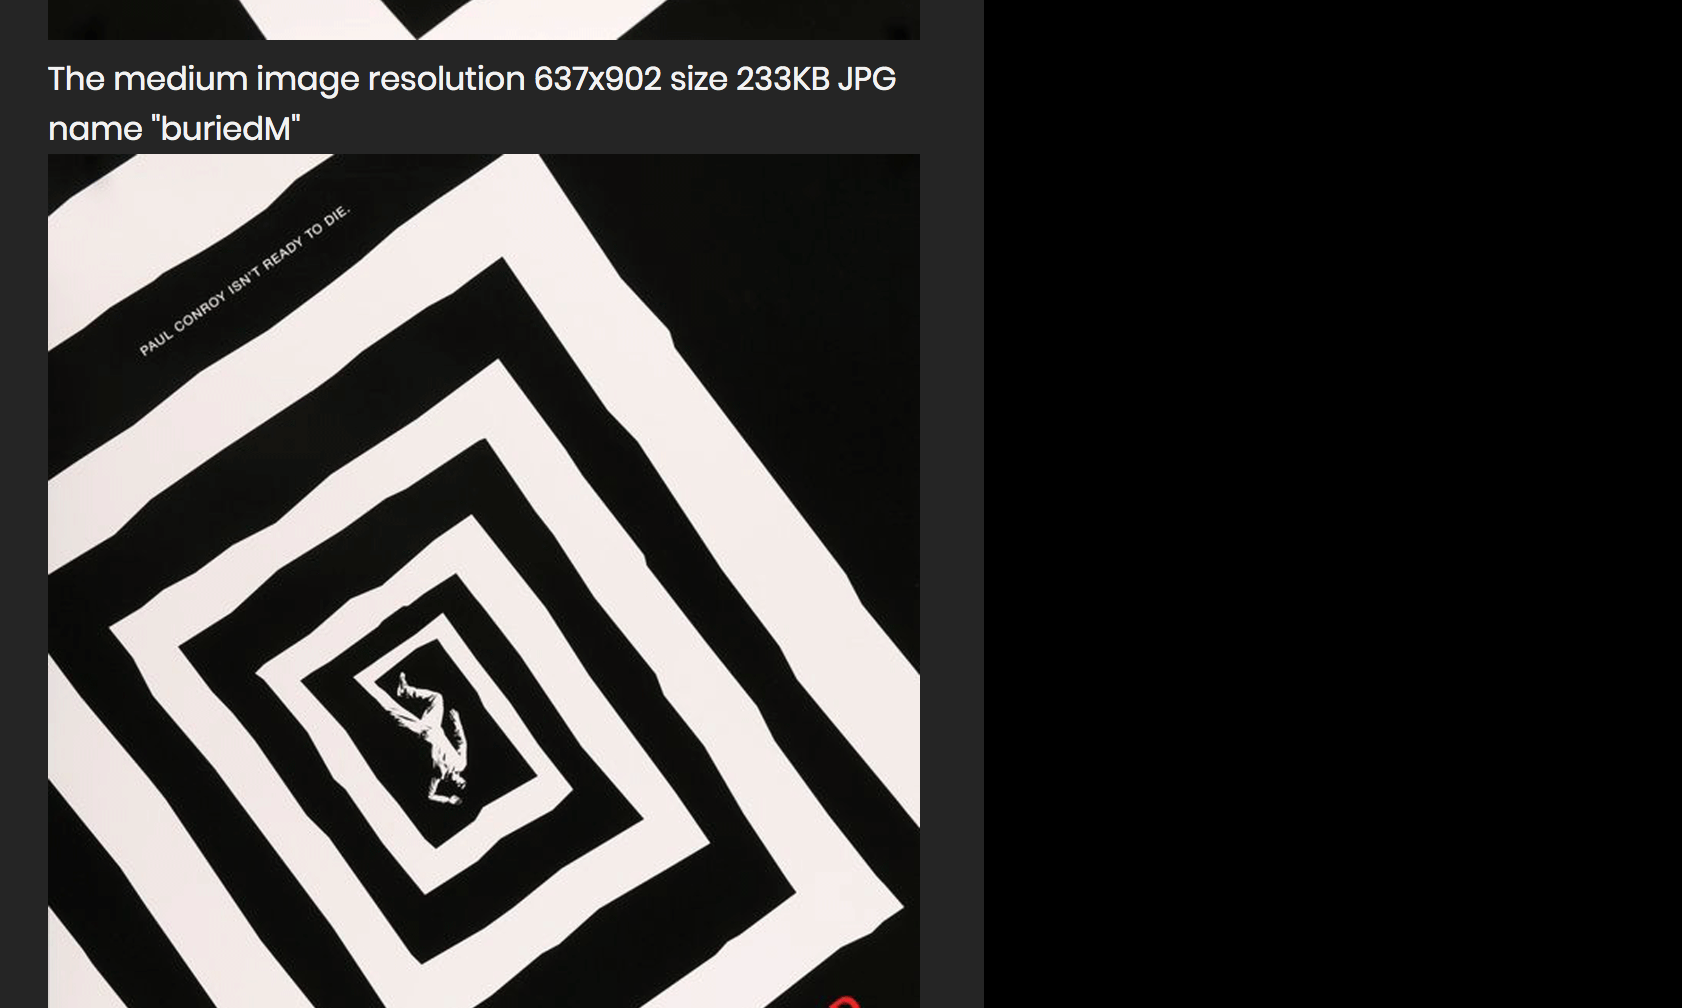 The medium image resolution 637x902 size 233KB JPG
name "buriedM"
PAUL CONROY ISN'T READY TO DIE.